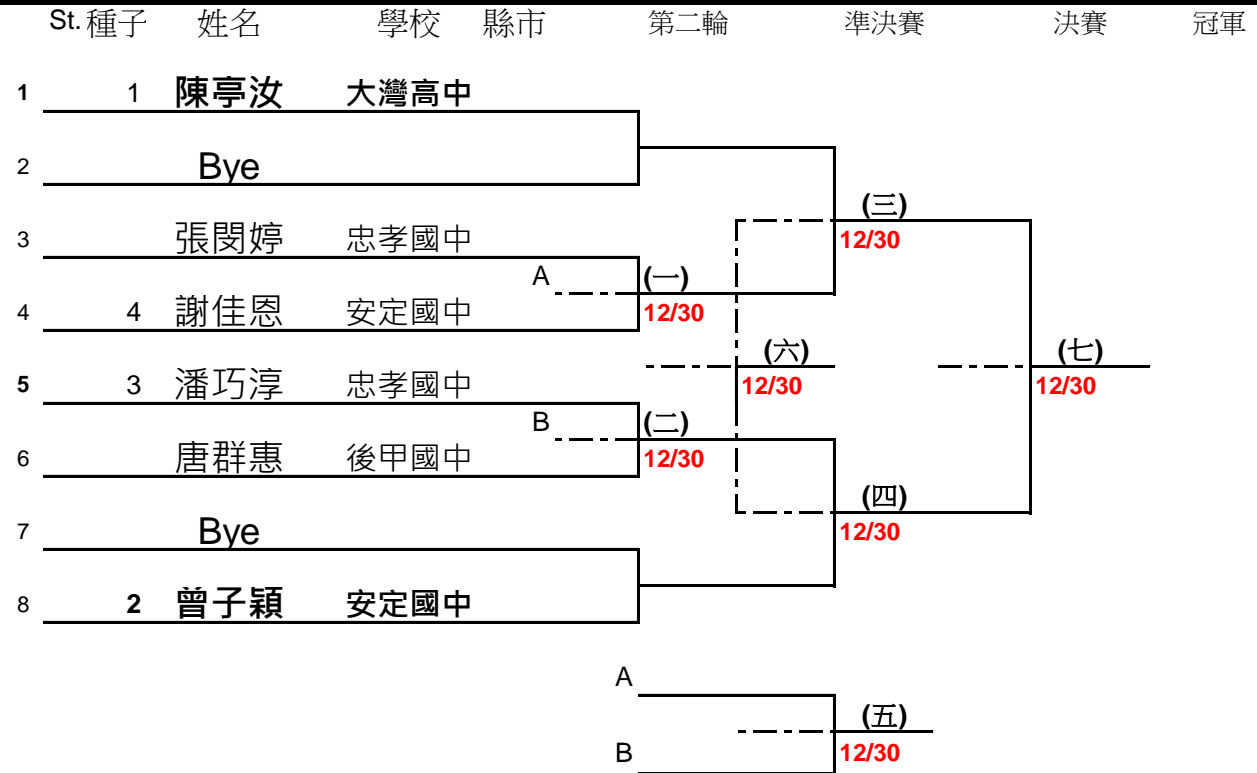 St. 種子 姓名 學校 縣市 第二輪 準決賽 決賽 冠軍
1 1 陳亭汝 大灣高中
2 Bye
(三)
3 張閔婷 忠孝國中 12/30
A (一)
4 4 謝佳恩 安定國中 12/30
(六) (七)
5 3 潘巧淳 忠孝國中 12/30 12/30
B (二)
6 唐群惠 後甲國中 12/30
(四)
7 Bye 12/30
8 2 曾子穎 安定國中
A
(五)
B 12/30